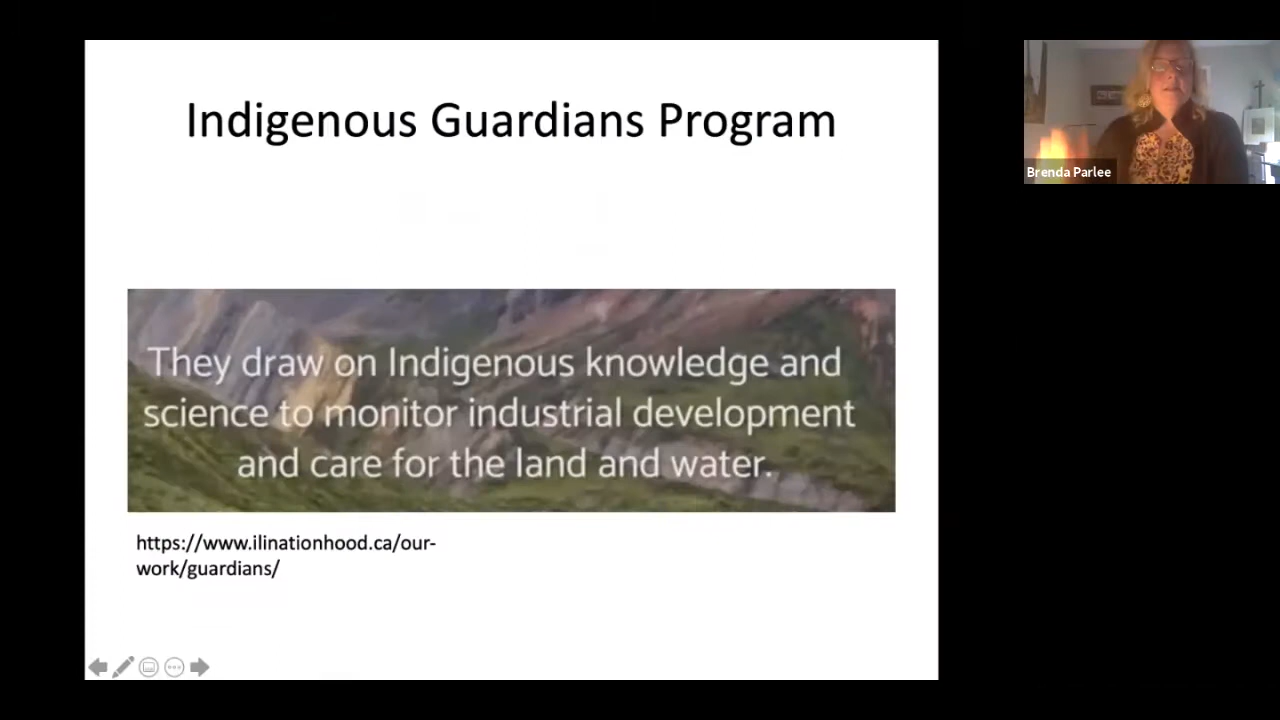 Indigenous Guardians Program
They draw on Indigenous knowledge and
science to monitor industrial development
and care for the land and water.
https://www.ilinationhood.ca/our-
work/guardians/
Brenda Parlee